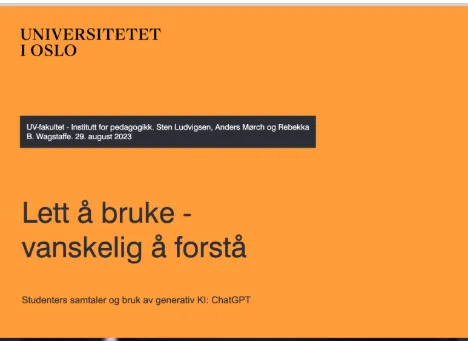 UNIVERSITETET
I OSLO
UV-fakultet - Institutt for pedagogikk. Sten Ludvigsen, Anders Mørch og Rebekka
B. Wagstaffe. 29. august 2023
Lett å bruke -
vanskelig å forstå
Studenters samtaler og bruk av generativ KI: ChatGPT